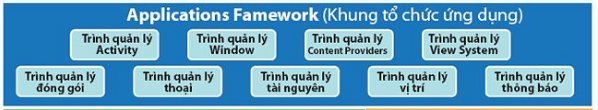 Applications Famework (Khung tổ chức ứng dụng)
Trình quản lý Activity
Trình quản lý Window
Trình quản lý Content Providers
Trình quản lý View System
Trình quản lý đóng gói
Trình quản lý thoại
Trình quản lý tài nguyên
Trình quản lý vị trí
Trình quản lý thông báo